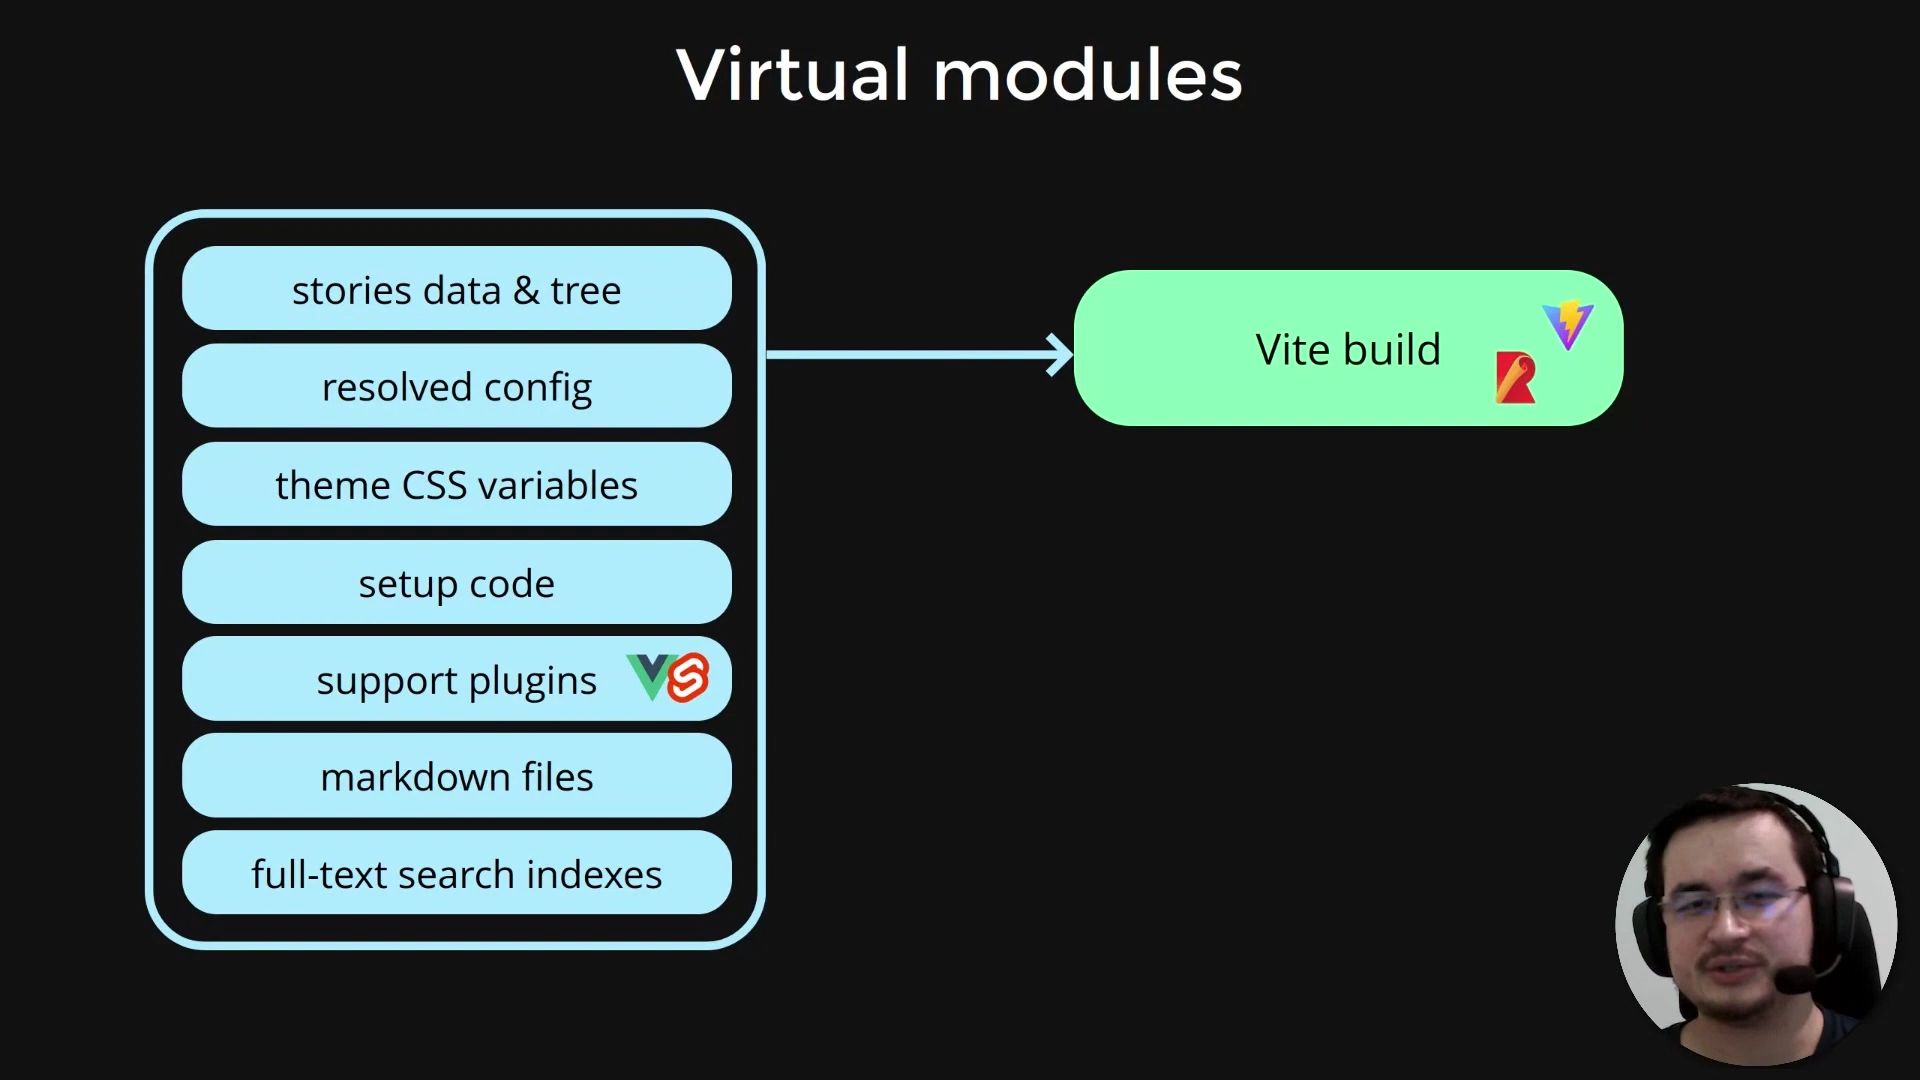 Virtual modules
stories data & tree
resolved config
theme CSS variables
setup code
support plugins
markdown files
full-text search indexes
Vite build